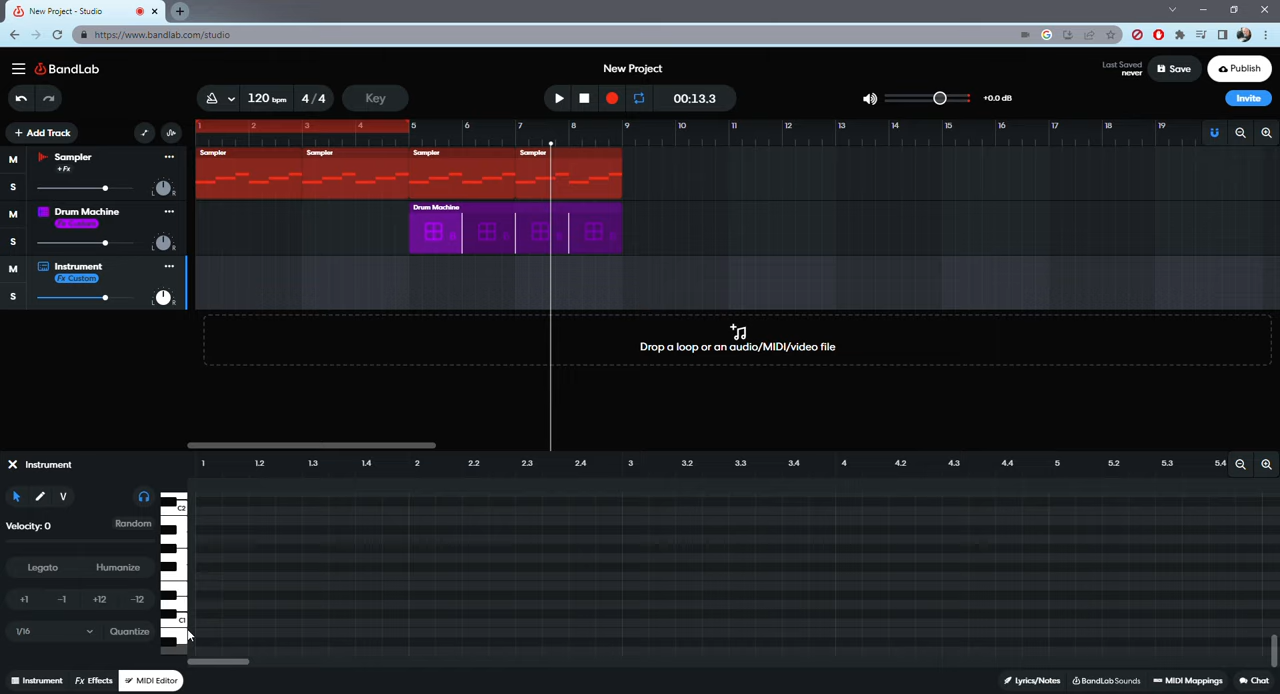 New Project - Studio
https://www.bandlab.com/studio
BandLab
New Project
Last Saved
never
Save
Publish
120 bpm
4/4
Key
00:13.3
+0.0 dB
Invite
+ Add Track
1 2 3 4 5 6 7 8 9 10 11 12 13 14 15 16 17 18 19
M
Sampler
+Fx
S
L R
Sampler Sampler Sampler Sampler
M
Drum Machine
Fx Custom
S
L R
Drum Machine
M
Instrument
Fx Custom
S
L R
Drop a loop or an audio/MIDI/video file
Instrument
1 1.2 1.3 1.4 2 2.2 2.3 2.4 3 3.2 3.3 3.4 4 4.2 4.3 4.4 5 5.2 5.3 5.4
V
C2
Velocity: 0
Random
Legato
Humanize
+1 -1 +12 -12
C1
1/16
Quantize
Instrument
Fx Effects
MIDI Editor
Lyrics/Notes
BandLab Sounds
MIDI Mappings
Chat